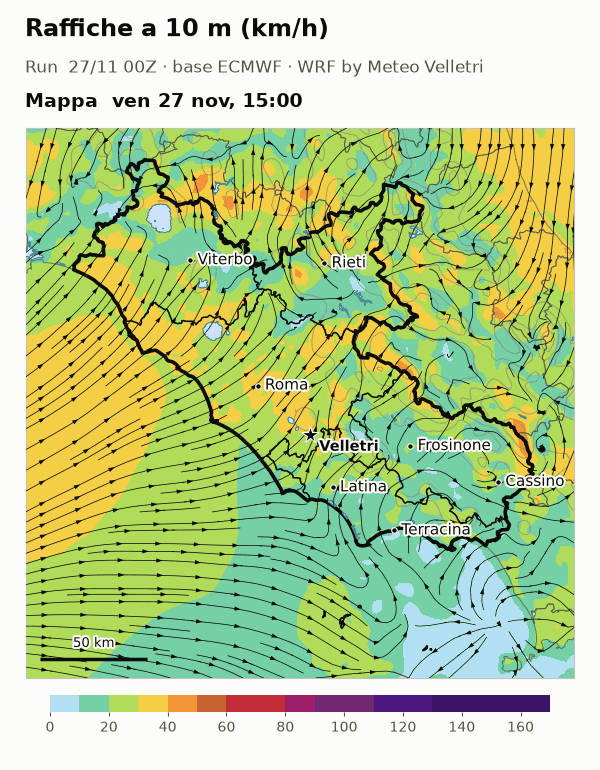 Raffiche a 10 m (km/h)
Run 27/11 00Z · base ECMWF · WRF by Meteo Velletri
Mappa ven 27 nov, 15:00
Viterbo
Rieti
Roma
Velletri
Frosinone
Cassino
Latina
Terracina
50 km
0 20 40 60 80 100 120 140 160